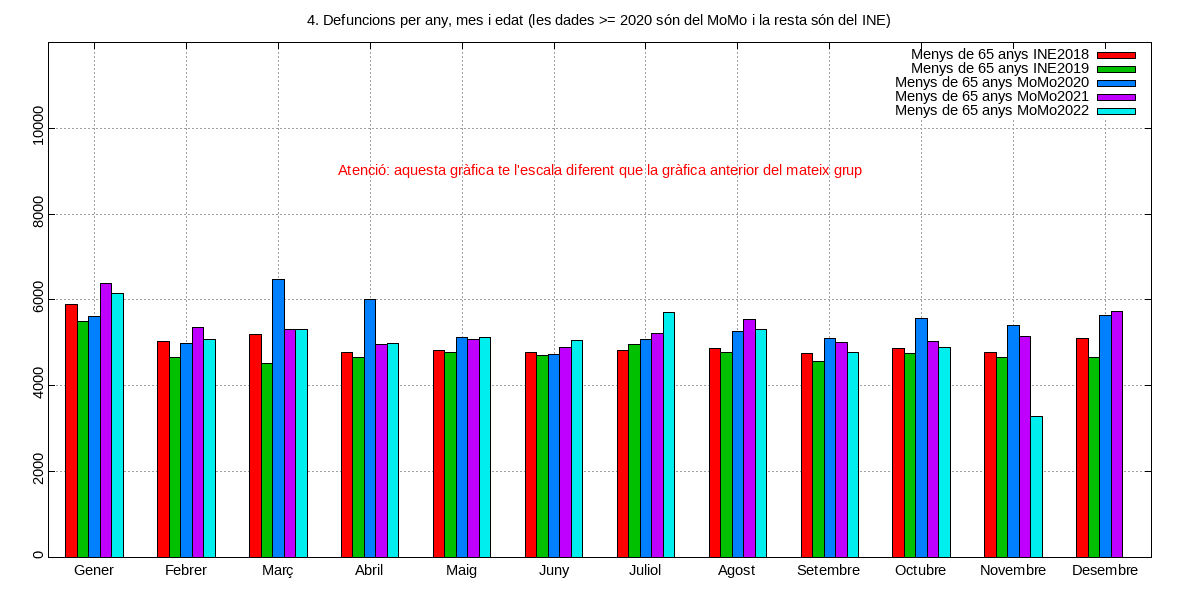 4. Defuncions per any, mes i edat (les dades >= 2020 són del MoMo i la resta són del INE)
Menys de 65 anys INE2018
Menys de 65 anys INE2019
Menys de 65 anys MoMo2020
Menys de 65 anys MoMo2021
Menys de 65 anys MoMo2022
Atenció: aquesta gràfica te l'escala diferent que la gràfica anterior del mateix grup
10000
8000
6000
4000
2000
0
Gener Febrer Març Abril Maig Juny Juliol Agost Setembre Octubre Novembre Desembre